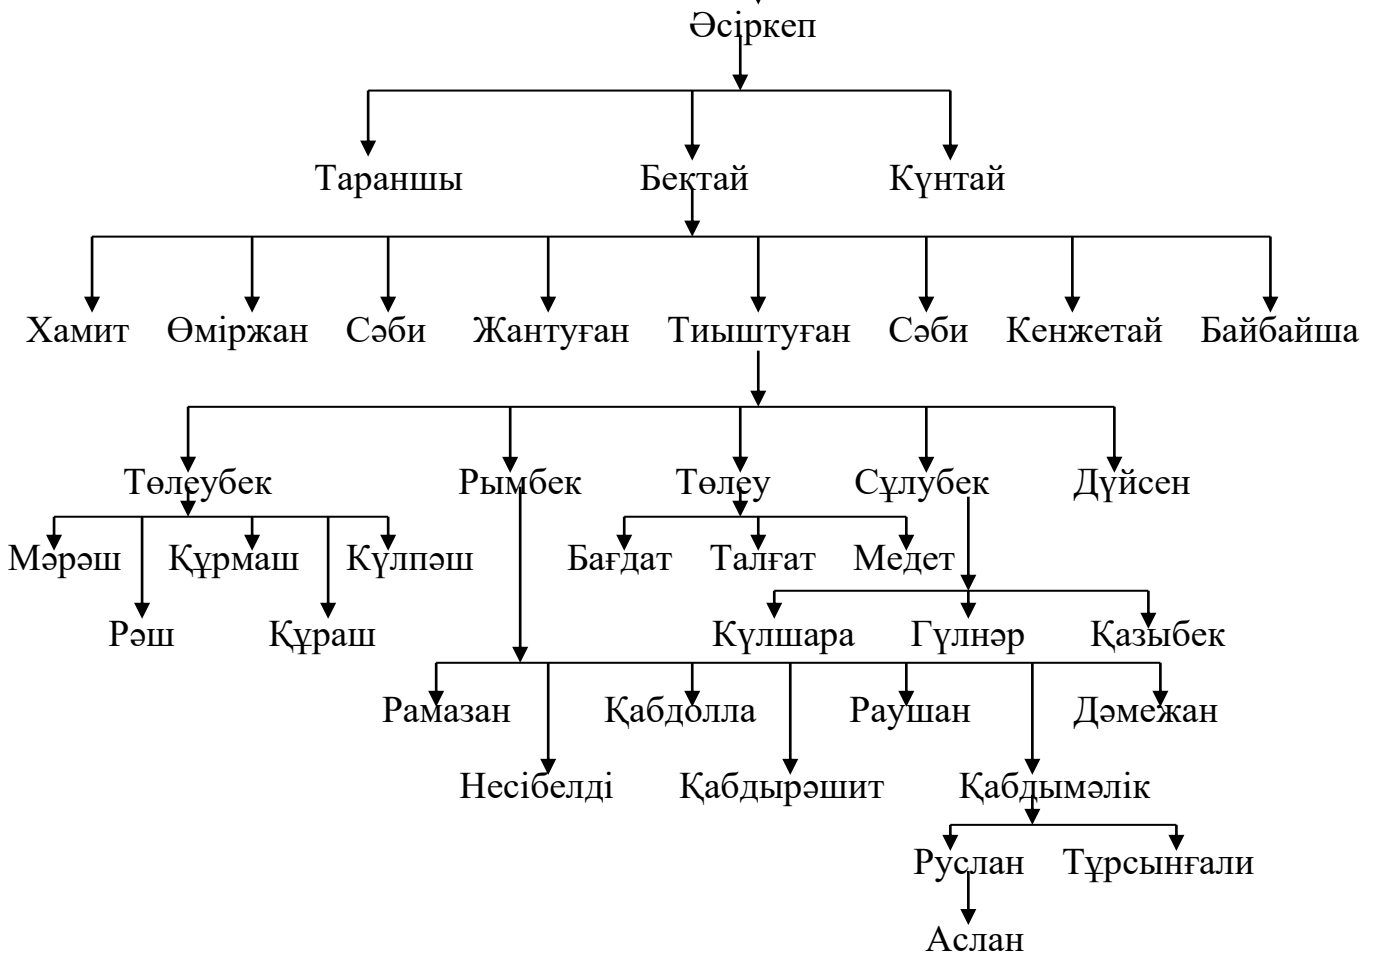 Әсіркеп
Тараншы Бектай Күнтай
Хамит Өміржан Сәби Жантуған Тиыштуған Сәби Кенжетай Байбайша
Төлеубек Рымбек Төлеу Сұлубек Дүйсен
Мәрәш Құрмаш Күлпәш Бағдат Талғат Медет
Рәш Құраш Күлшара Гүлнәр Қазыбек
Рамазан Қабдолла Раушан Дәмежан
Несібелді Қабдырәшит Қабдымәлік
Руслан Тұрсынғали
Аслан